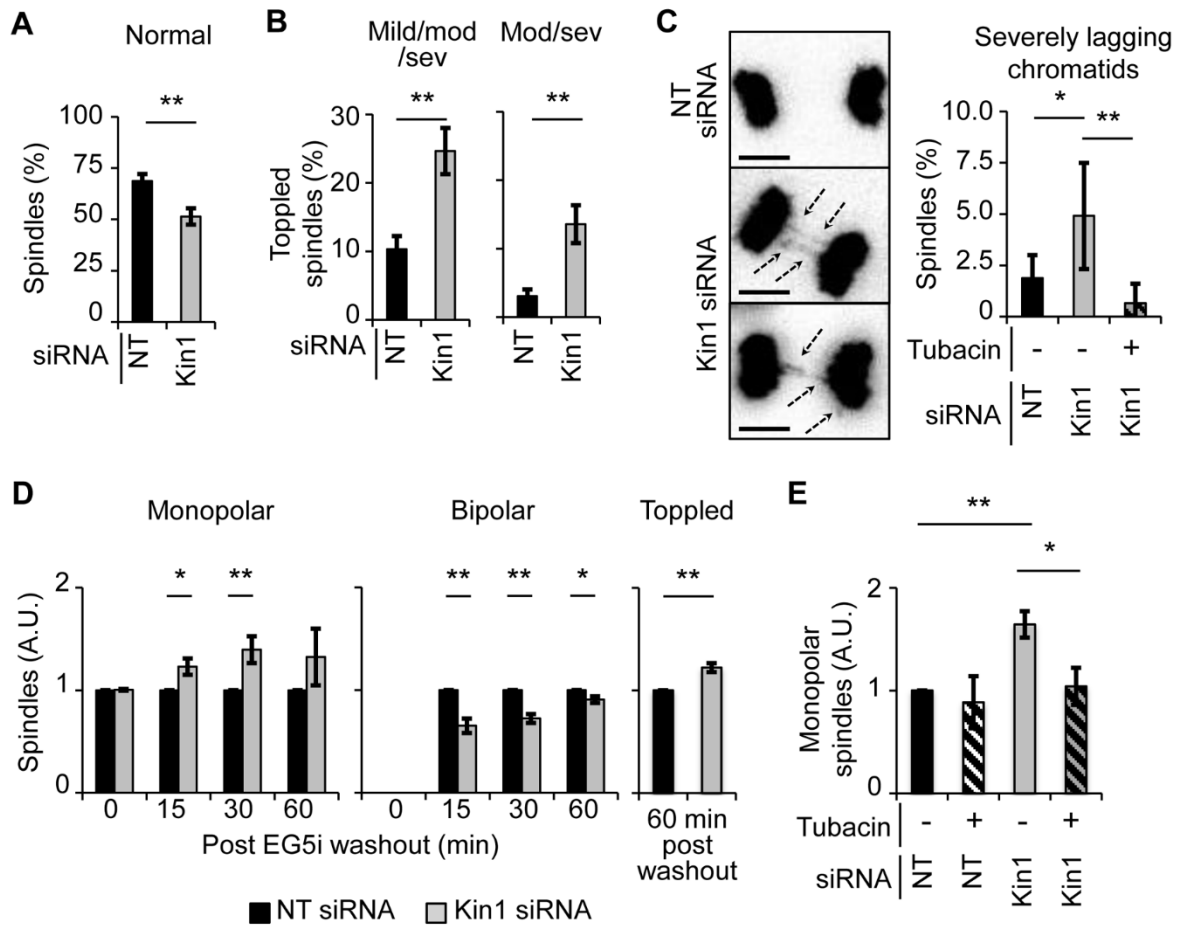 A
Normal
**
Spindles (%)
100
75
50
25
0
siRNA
NT
Kin1
B
Mild/mod
/sev
Mod/sev
**
**
Toppled
spindles (%)
30
20
10
0
siRNA
NT
Kin1
NT
Kin1
C
NT
siRNA
Kin1 siRNA
Severely lagging
chromatids
*
**
Spindles (%)
10.0
7.5
5.0
2.5
0
Tubacin
- - +
siRNA
NT
Kin1
Kin1
D
Monopolar
Bipolar
Toppled
* **
** ** *
**
Spindles (A.U.)
2
1
0
0 15 30 60
0 15 30 60
Post EG5i washout (min)
60 min
post
washout
NT siRNA
Kin1 siRNA
E
**
*
Monopolar
spindles (A.U.)
2
1
0
Tubacin
- + - +
siRNA
NT
NT
Kin1
Kin1